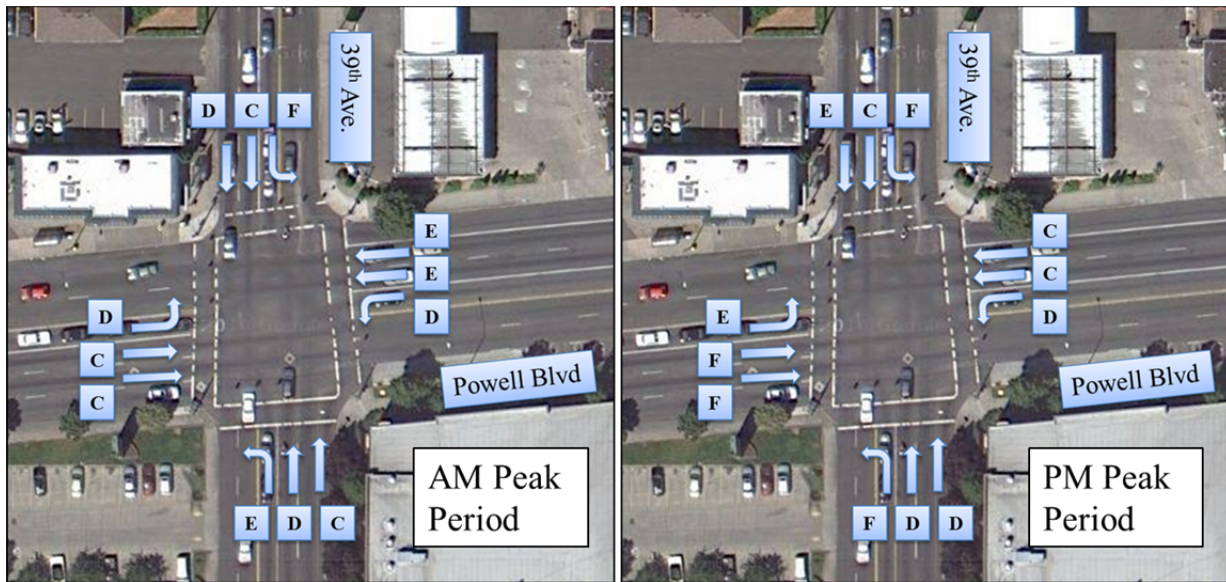 39th Ave.
D C F
E
E
D
D
C
C
Powell Blvd
E D C
AM Peak
Period
39th Ave.
E C F
C
C
D
E
F
F
Powell Blvd
F D D
PM Peak
Period